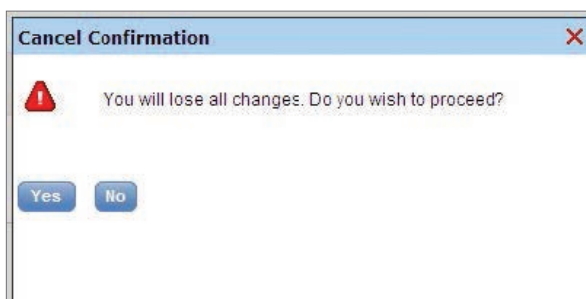 Cancel Confirmation
You will lose all changes. Do you wish to proceed?
Yes No